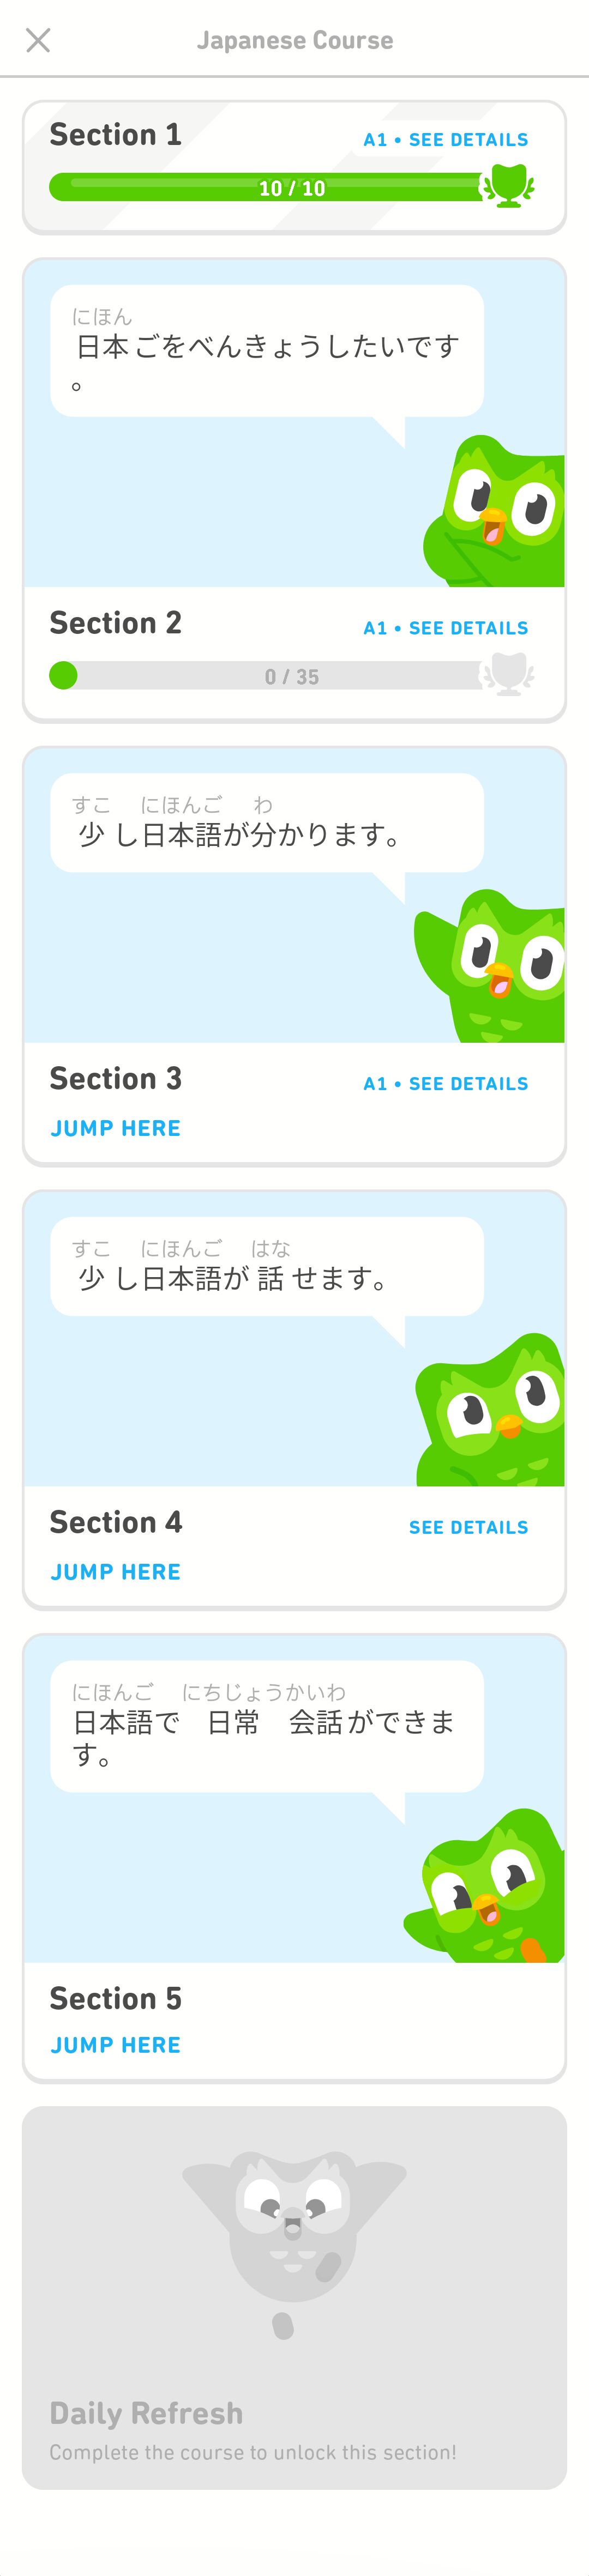 Japanese Course
Section 1
A1 • SEE DETAILS
10 / 10
にほん
日本ごをべんきょうしたいです
。
Section 2
A1 • SEE DETAILS
0 / 35
すこ にほんご わ
少し日本語が分かります。
Section 3
A1 • SEE DETAILS
JUMP HERE
すこ にほんご はな
少し日本語が話せます。
Section 4
SEE DETAILS
JUMP HERE
にほんご にちじょうかいわ
日本語で日常会話ができま
す。
Section 5
JUMP HERE
Daily Refresh
Complete the course to unlock this section!